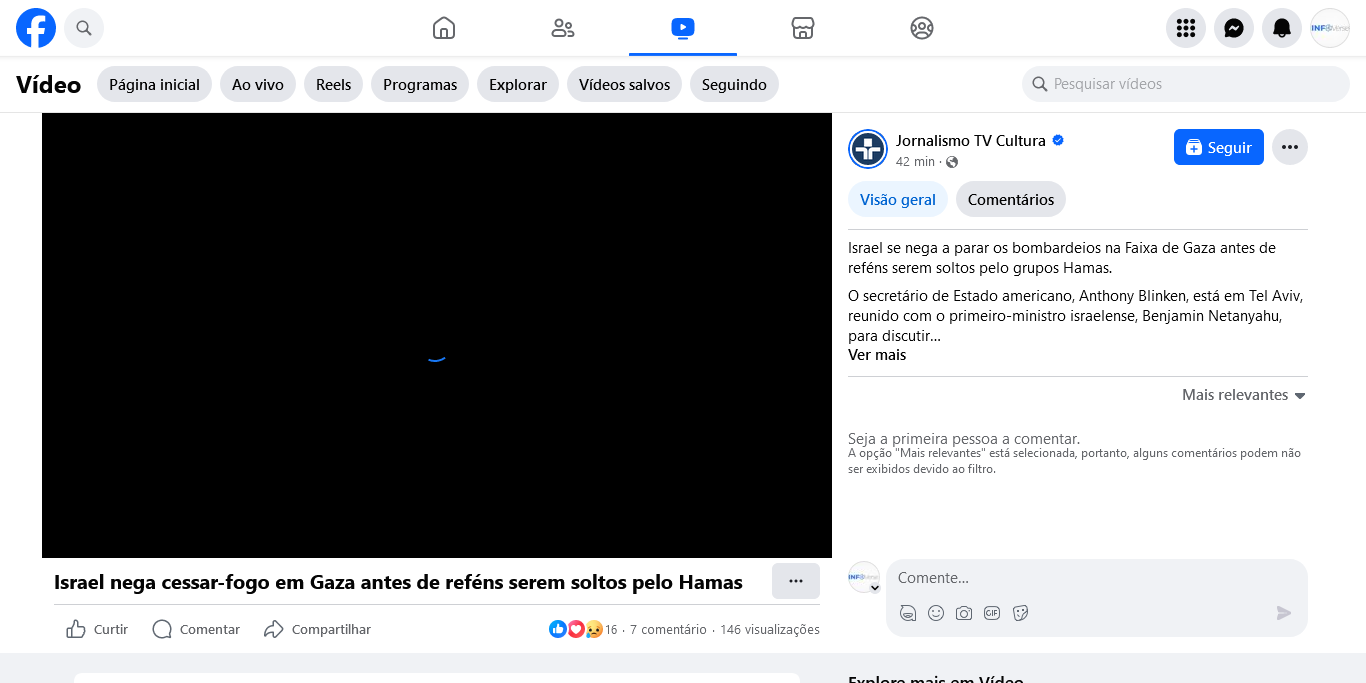 Vídeo
Página inicial
Ao vivo
Reels
Programas
Explorar
Vídeos salvos
Seguindo
Pesquisar vídeos
Jornalismo TV Cultura
42 min ·
Seguir
Visão geral
Comentários
Israel se nega a parar os bombardeios na Faixa de Gaza antes de
reféns serem soltos pelo grupos Hamas.
O secretário de Estado americano, Anthony Blinken, está em Tel Aviv,
reunido com o primeiro-ministro israelense, Benjamin Netanyahu,
para discutir...
Ver mais
Mais relevantes
Seja a primeira pessoa a comentar.
A opção "Mais relevantes" está selecionada, portanto, alguns comentários podem não
ser exibidos devido ao filtro.
Comente...
GIF
Israel nega cessar-fogo em Gaza antes de reféns serem soltos pelo Hamas
Curtir
Comentar
Compartilhar
16 · 7 comentário · 146 visualizações
Explore mais em Vídeo